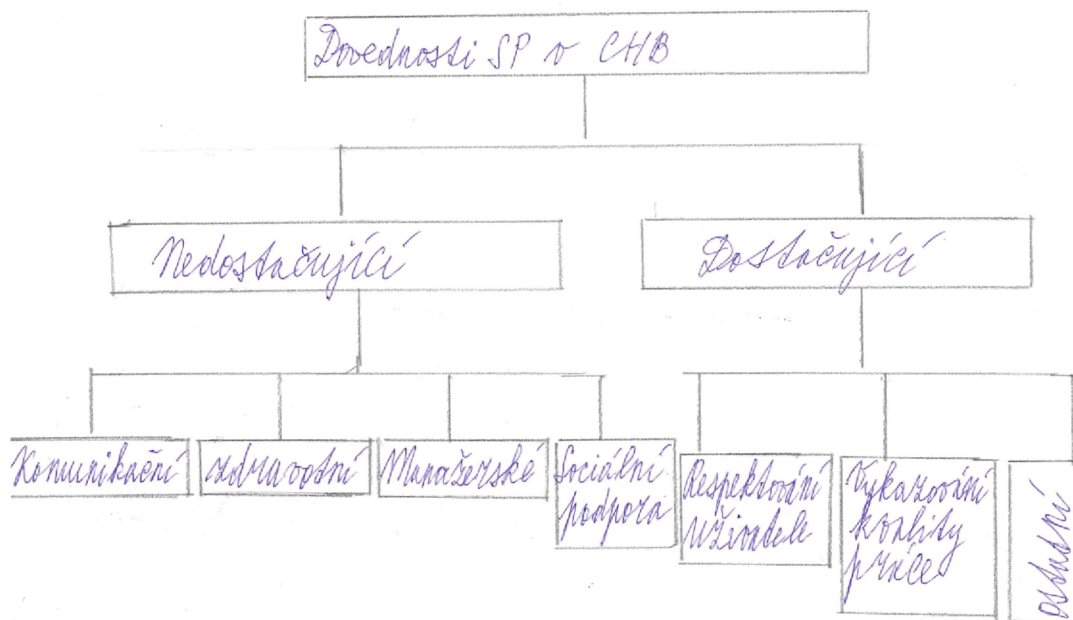 Dovednosti SP v CHB
Nedostačující
Dostačující
Komunikační
zdravotní
Manažerské
Sociální
podpora
Respektování
uživatele
Vykazování
kvality
práce
ostatní